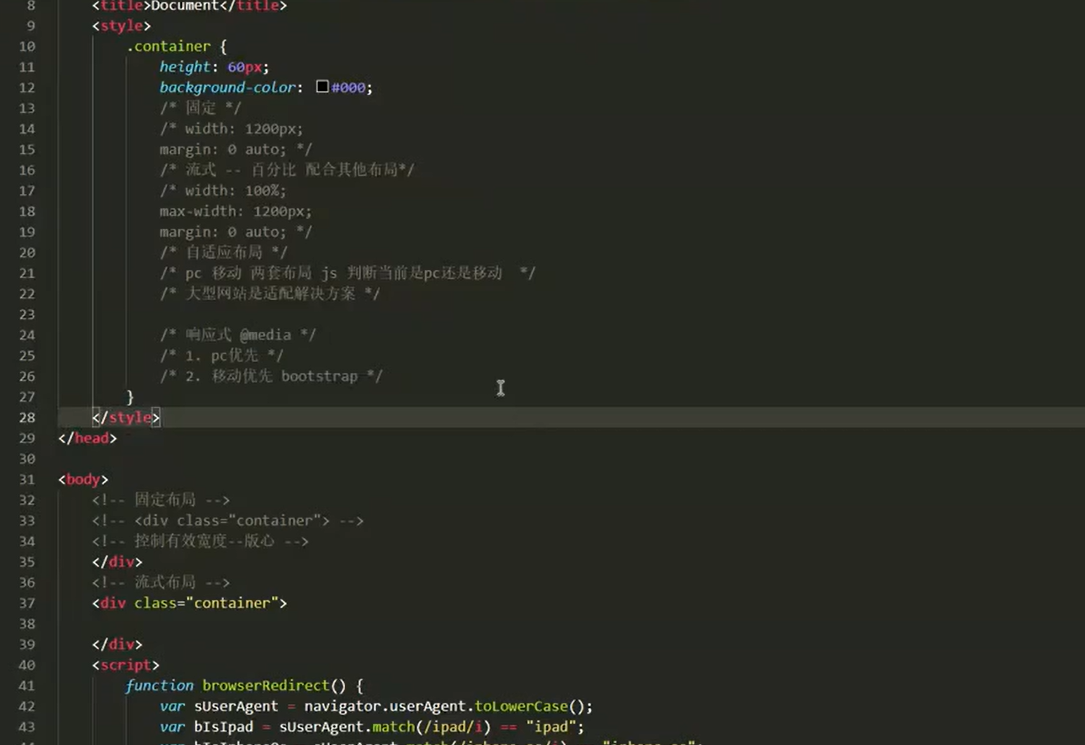 8 <title>Document</title>
9 <style>
10 .container {
11 height: 60px;
12 background-color: #000;
13 /* 固定 */
14 /* width: 1200px;
15 margin: 0 auto; */
16 /* 流式 -- 百分比 配合其他布局*/
17 /* width: 100%;
18 max-width: 1200px;
19 margin: 0 auto; */
20 /* 自适应布局 */
21 /* pc 移动 两套布局 js 判断当前是pc还是移动  */
22 /* 大型网站是适配解决方案 */
23
24 /* 响应式 @media */
25 /* 1. pc优先 */
26 /* 2. 移动优先 bootstrap */
27 }
28 </style>
29 </head>
30
31 <body>
32 <!-- 固定布局 -->
33 <!-- <div class="container"> -->
34 <!-- 控制有效宽度--版心 -->
35 </div>
36 <!-- 流式布局 -->
37 <div class="container">
38
39 </div>
40 <script>
41 function browserRedirect() {
42 var sUserAgent = navigator.userAgent.toLowerCase();
43 var bIsIpad = sUserAgent.match(/ipad/i) == "ipad";